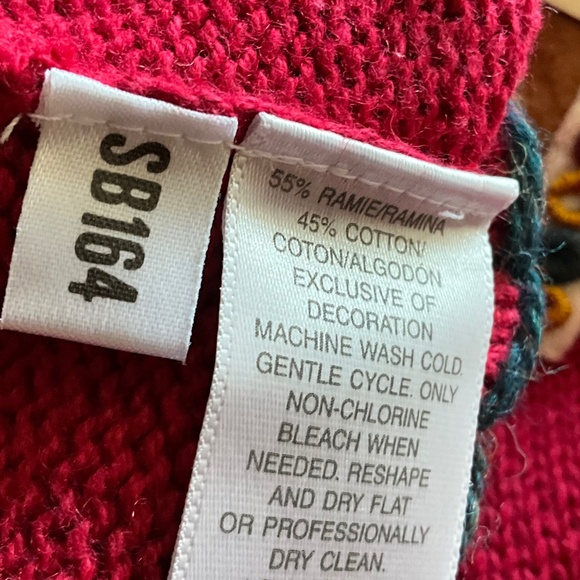 SB164
55% RAMIE/RAMINA
45% COTTON/
COTON/ALGODÓN
EXCLUSIVE OF
DECORATION
MACHINE WASH COLD.
GENTLE CYCLE. ONLY
NON-CHLORINE
BLEACH WHEN
NEEDED. RESHAPE
AND DRY FLAT
OR PROFESSIONALLY
DRY CLEAN.